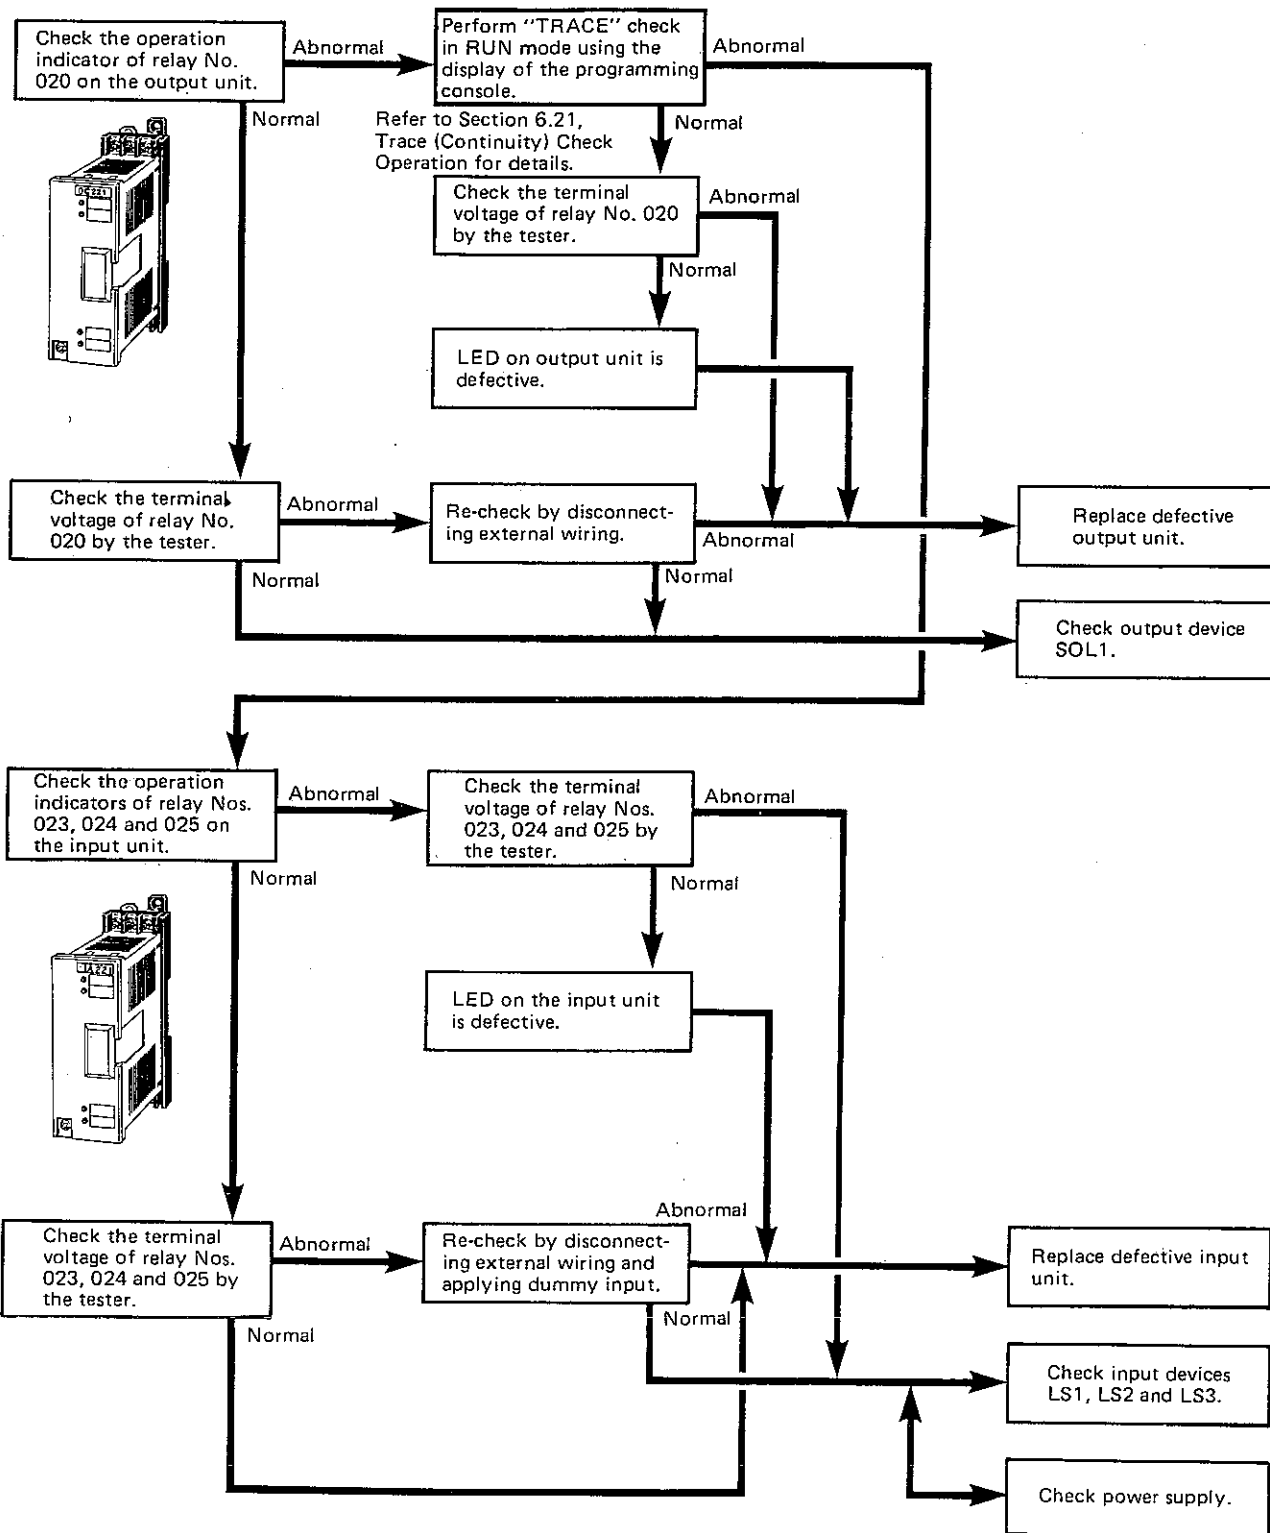 Check the operation
indicator of relay No.
020 on the output unit.
Abnormal
Perform "TRACE" check
in RUN mode using the
display of the programming
console.
Abnormal
Normal
Refer to Section 6.21,
Trace (Continuity) Check
Operation for details.
Normal
Check the terminal
voltage of relay No. 020
by the tester.
Abnormal
Normal
LED on output unit is
defective.
Check the terminal
voltage of relay No.
020 by the tester.
Abnormal
Re-check by disconnect-
ing external wiring.
Abnormal
Replace defective
output unit.
Normal
Normal
Check output device
SOL1.
Check the operation
indicators of relay Nos.
023, 024 and 025 on
the input unit.
Abnormal
Check the terminal
voltage of relay Nos.
023, 024 and 025 by
the tester.
Abnormal
Normal
Normal
LED on the input unit
is defective.
Check the terminal
voltage of relay Nos.
023, 024 and 025 by
the tester.
Abnormal
Abnormal
Re-check by disconnect-
ing external wiring and
applying dummy input.
Replace defective input
unit.
Normal
Normal
Check input devices
LS1, LS2 and LS3.
Check power supply.